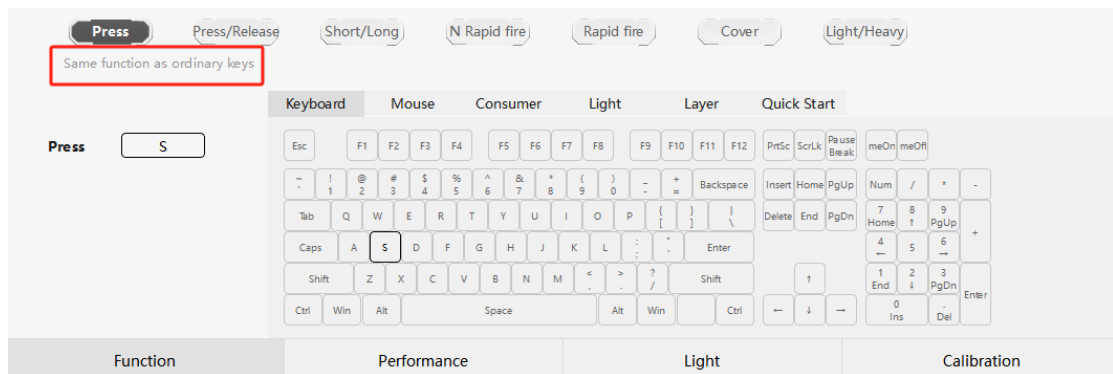 Press Press/Release Short/Long N Rapid fire Rapid fire Cover Light/Heavy
Same function as ordinary keys
Keyboard Mouse Consumer Light Layer Quick Start
Press S
Esc F1 F2 F3 F4 F5 F6 F7 F8 F9 F10 F11 F12 PrtSc ScrLk Pause Break meOn meOff
~ ` ! 1 @ 2 # 3 $ 4 % 5 ^ 6 & 7 * 8 ( 9 ) 0 _ - + = Backspace Insert Home PgUp Num / * -
Tab Q W E R T Y U I O P { [ } ] | \ Delete End PgDn 7 Home 8 ↑ 9 PgUp +
Caps A S D F G H J K L : ; " ' Enter 4 ← 5 6 →
Shift Z X C V B N M < , > . ? / Shift ↑ 1 End 2 ↓ 3 PgDn Enter
Ctrl Win Alt Space Alt Win Ctrl ← ↓ → 0 Ins . Del
Function Performance Light Calibration